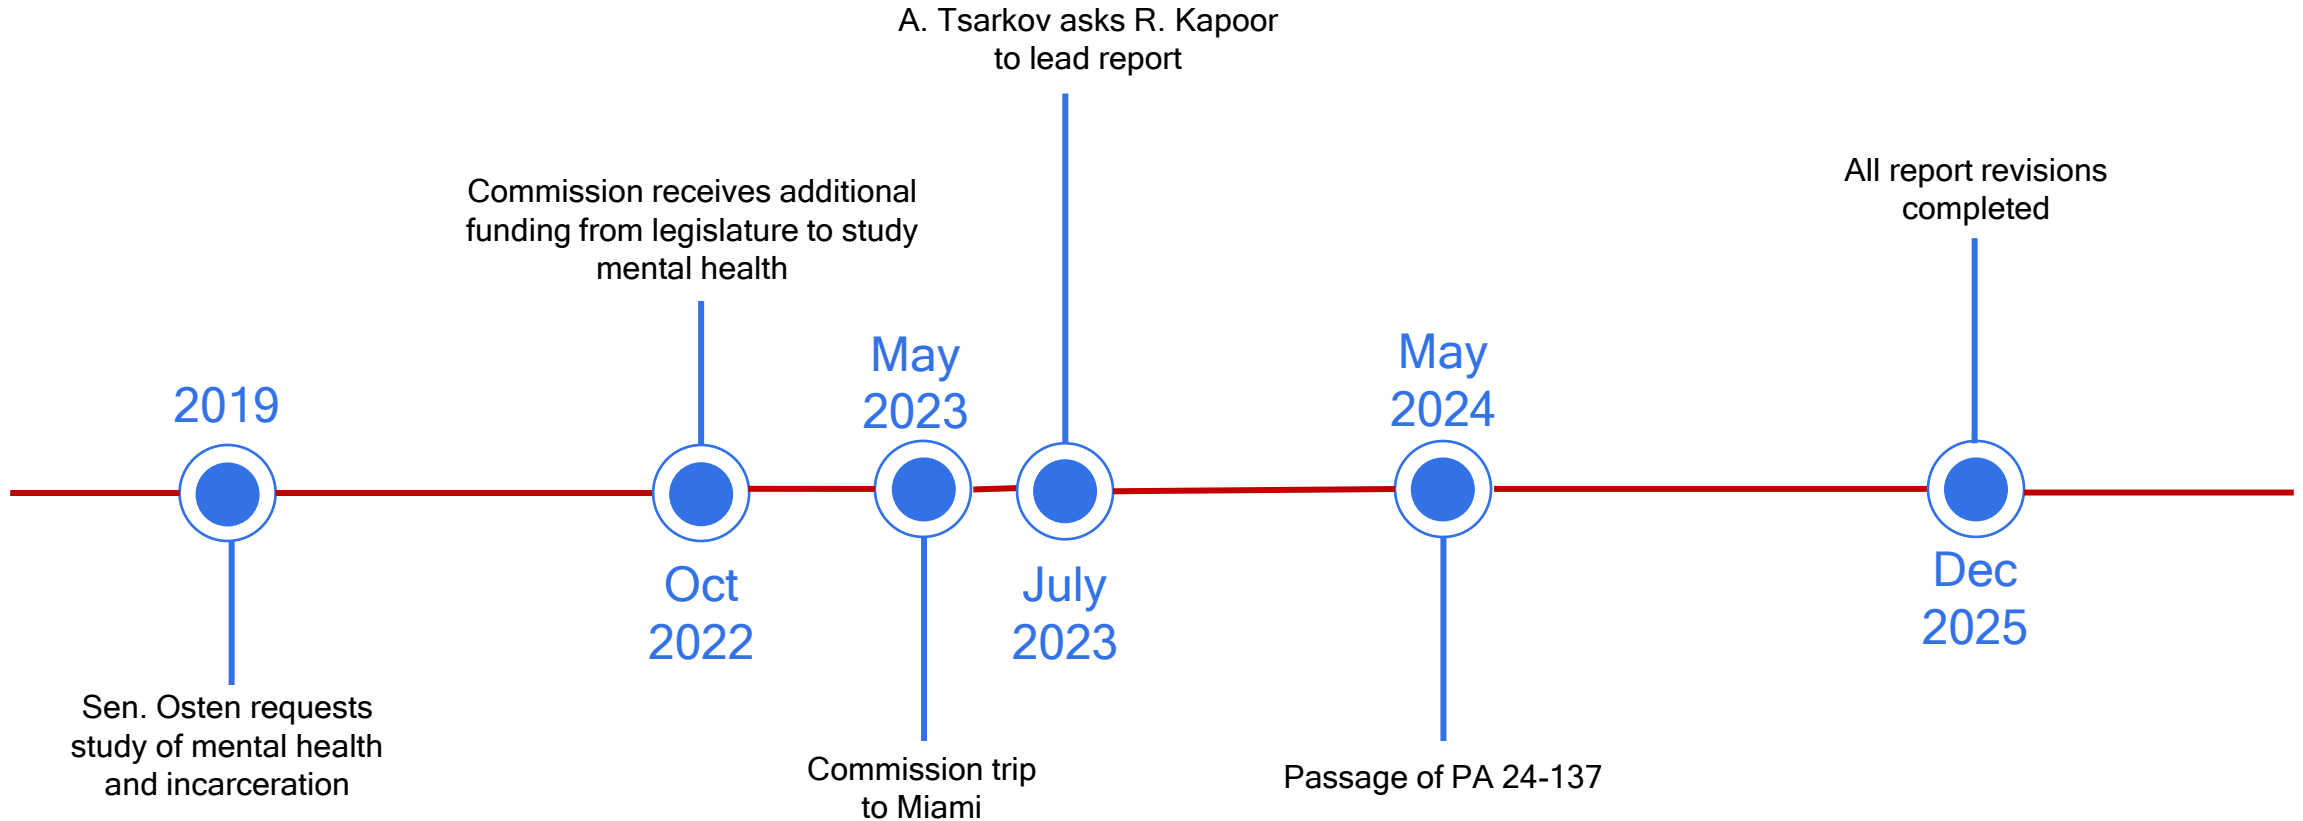 A. Tsarkov asks R. Kapoor
to lead report
All report revisions
completed
Commission receives additional
funding from legislature to study
mental health
2019
May
2023
May
2024
Oct
2022
July
2023
Dec
2025
Sen. Osten requests
study of mental health
and incarceration
Commission trip
to Miami
Passage of PA 24-137